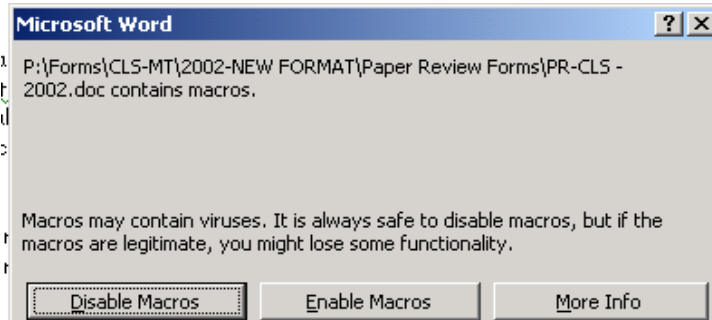 Microsoft Word
P:\Forms\CLS-MT\2002-NEW FORMAT\Paper Review Forms\PR-CLS -
2002.doc contains macros.
Macros may contain viruses. It is always safe to disable macros, but if the
macros are legitimate, you might lose some functionality.
Disable Macros Enable Macros More Info